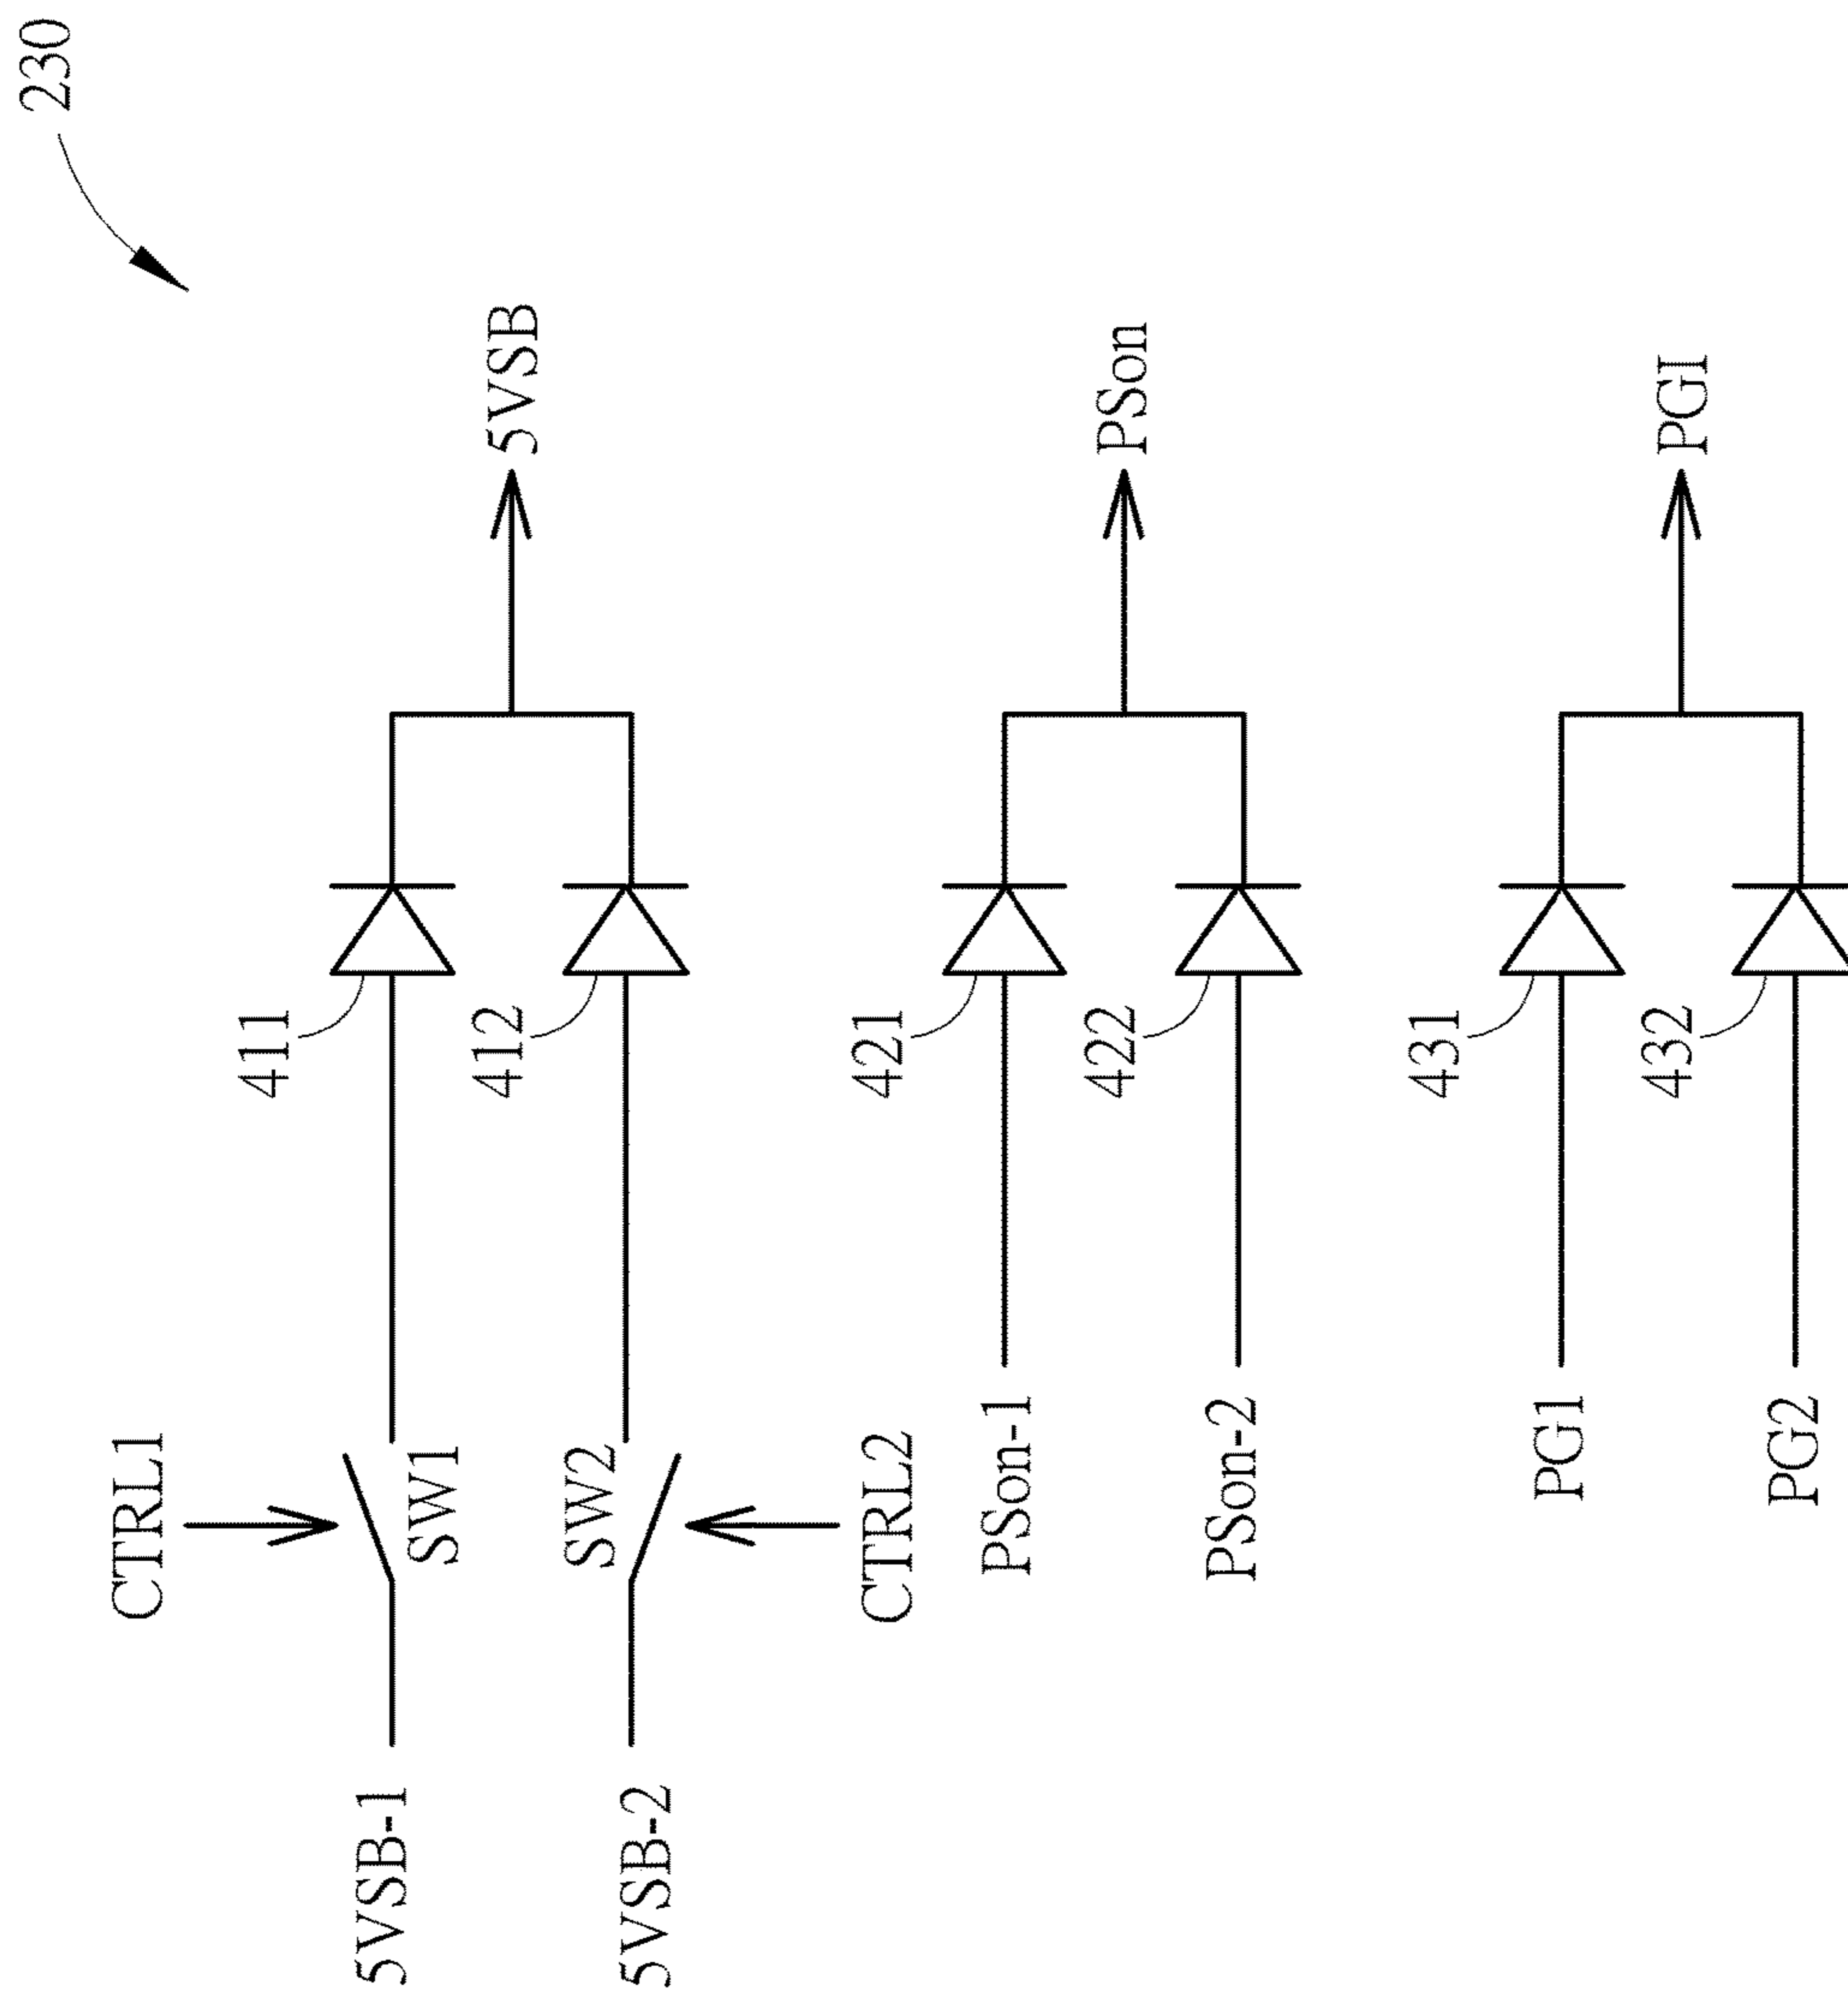 230
CTRL1
5VSB-1
SW1
411
5VSB
SW2
412
5VSB-2
CTRL2
PSon-1
421
PSon
PSon-2
422
PG1
431
PGI
PG2
432